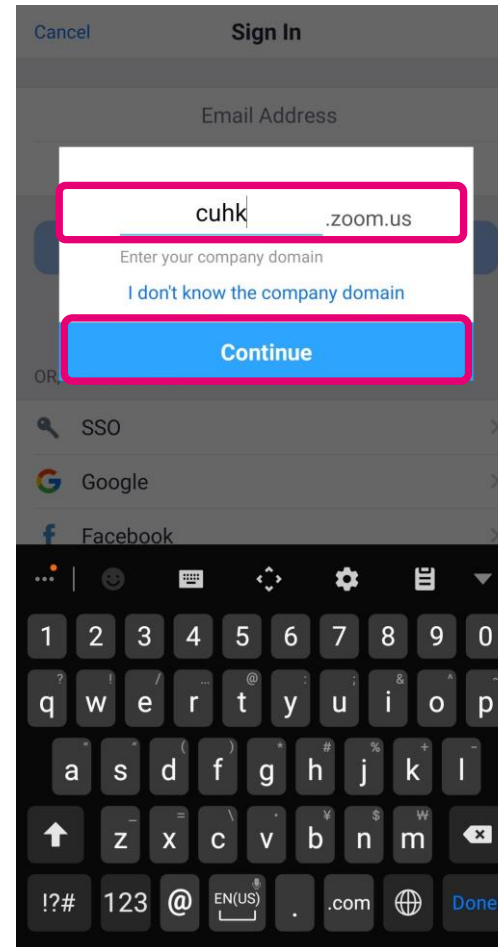 Cancel Sign In
Email Address
cuhk .zoom.us
Enter your company domain
I don't know the company domain
Continue
OR,
SSO
Google
Facebook
1 2 3 4 5 6 7 8 9 0
? ! / ... @ : ; & ^ ~
q w e r t y u i o p
" * ( ) * # % + -
a s d f g h j k l
_ = \ · ¥ $ ₩
z x c v b n m
!?# 123 @ EN(US) . .com Done